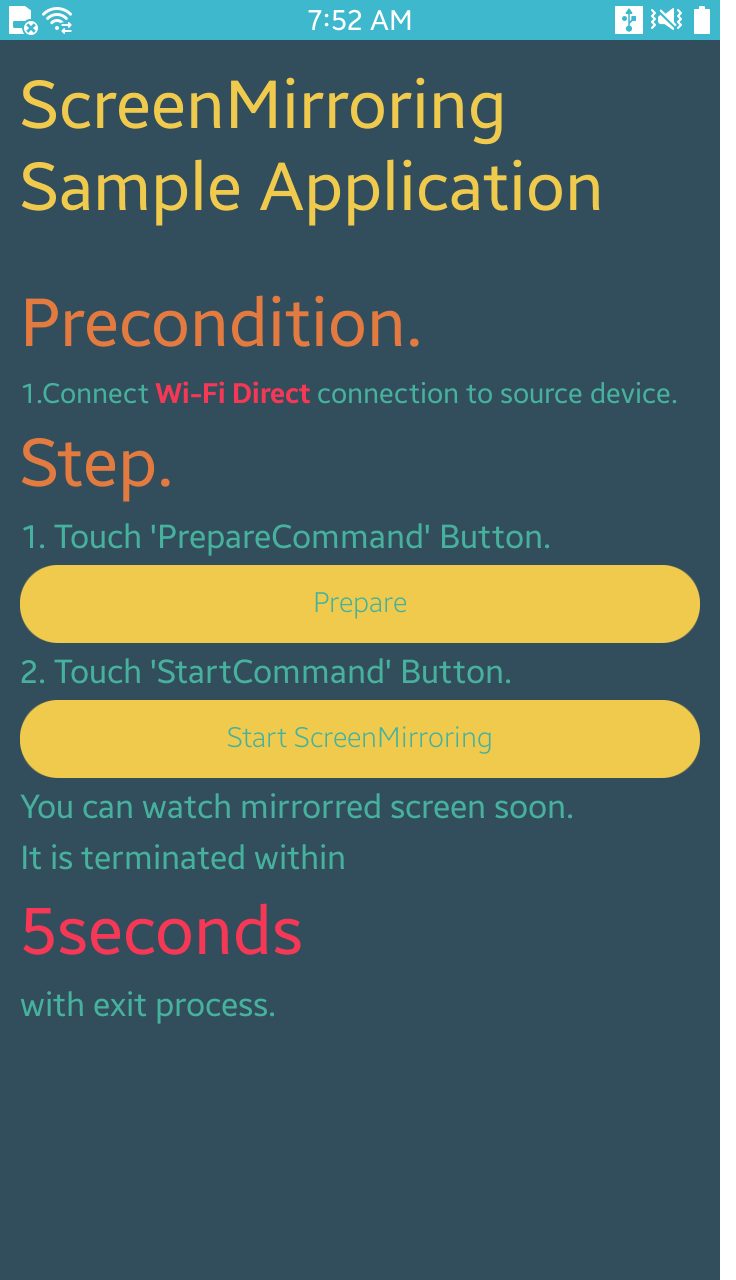 7:52 AM
ScreenMirroring
Sample Application
Precondition.
1.Connect Wi-Fi Direct connection to source device.
Step.
1. Touch 'PrepareCommand' Button.
Prepare
2. Touch 'StartCommand' Button.
Start ScreenMirroring
You can watch mirrorred screen soon.
It is terminated within
5seconds
with exit process.